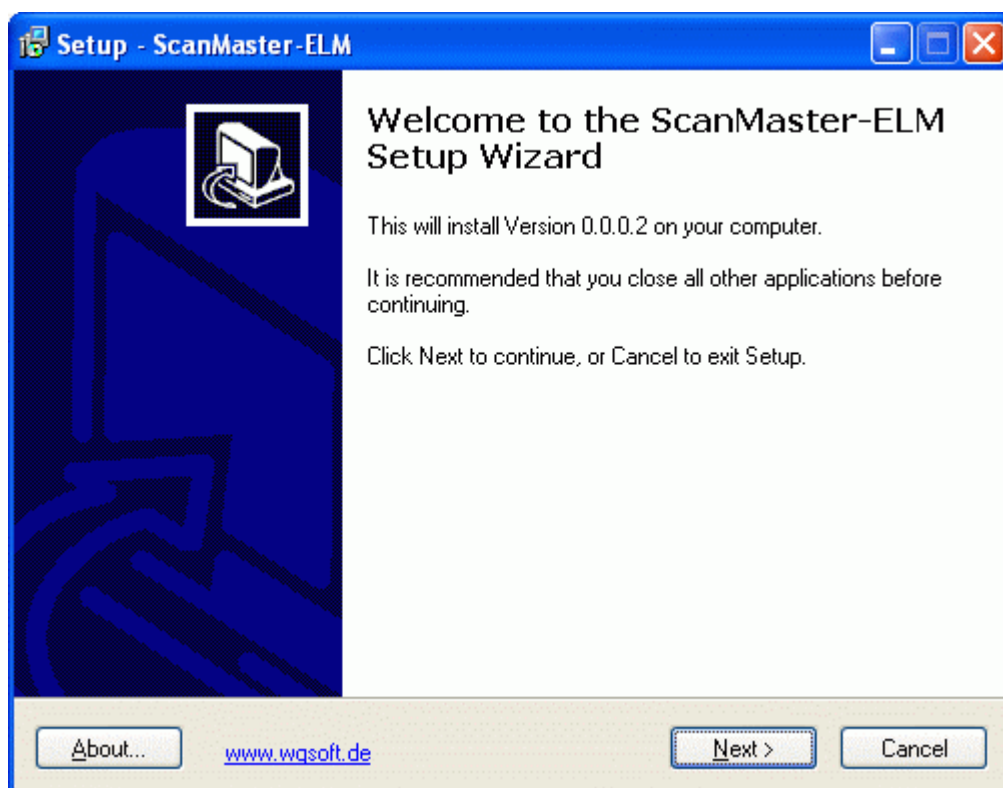 Setup - ScanMaster-ELM
Welcome to the ScanMaster-ELM
Setup Wizard
This will install Version 0.0.0.2 on your computer.
It is recommended that you close all other applications before
continuing.
Click Next to continue, or Cancel to exit Setup.
About...
www.wgsoft.de
Next >
Cancel